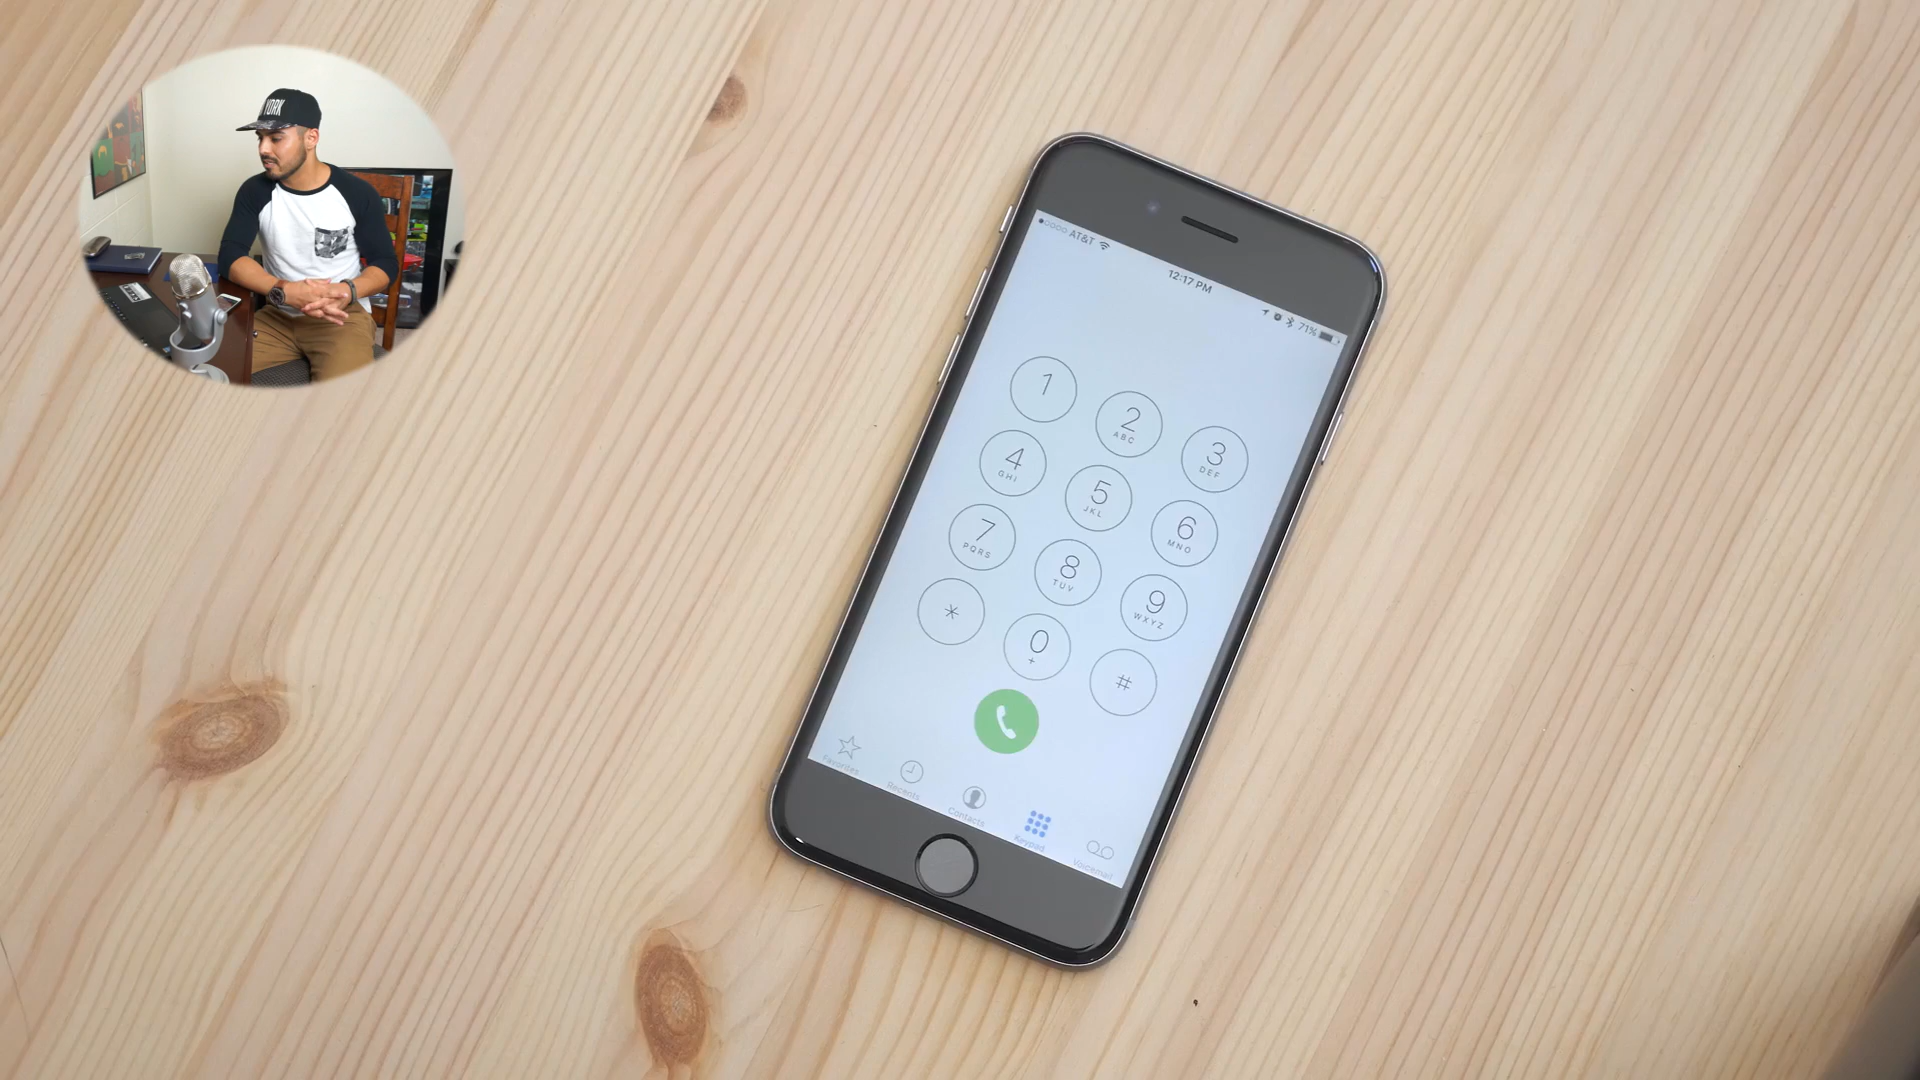 YORK
AT&T
12:17 PM
71%
1
2
ABC
3
DEF
4
GHI
5
JKL
6
MNO
7
PQRS
8
TUV
9
WXYZ
*
0
+
#
Favorites
Recents
Contacts
Keypad
Voicemail